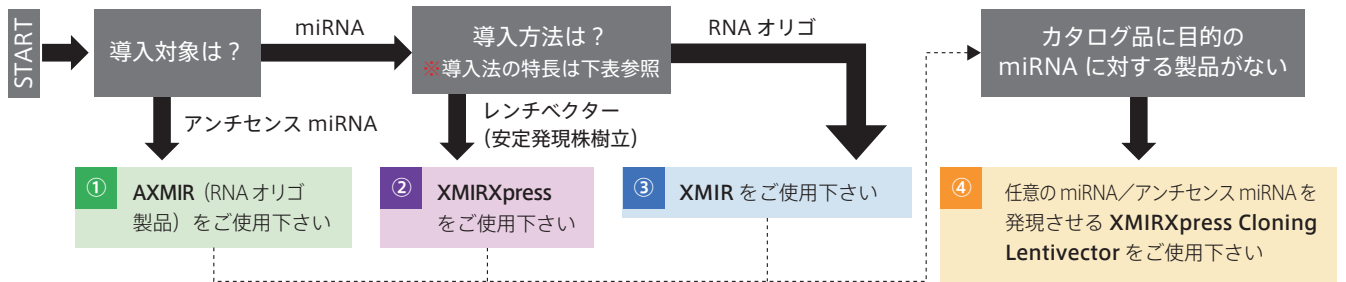 START
導入対象は？
miRNA
導入方法は？
※導入法の特長は下表参照
RNA オリゴ
カタログ品に目的の
miRNA に対する製品がない
アンチセンス miRNA
レンチベクター
(安定発現株樹立)
① AXMIR（RNA オリゴ
製品）をご使用下さい
② XMIRXpress
をご使用下さい
③ XMIR をご使用下さい
④ 任意の miRNA／アンチセンス miRNA を
発現させる XMIRXpress Cloning
Lentivector をご使用下さい